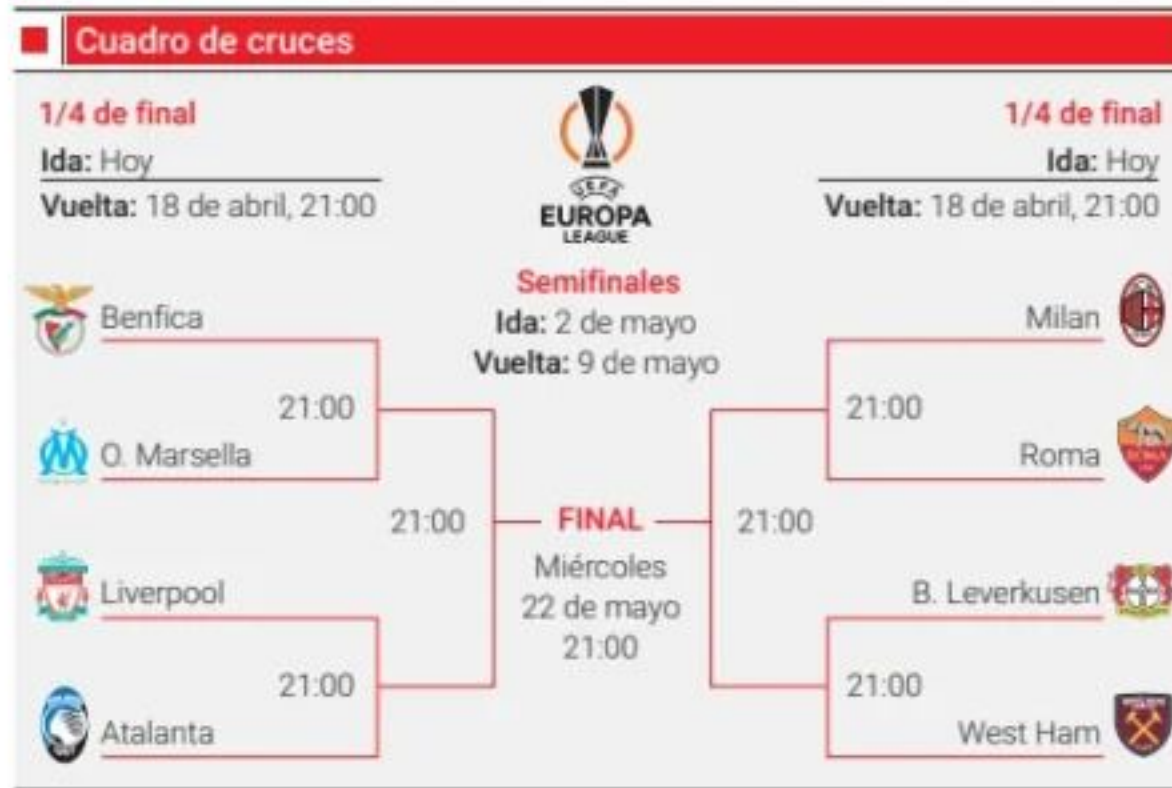 Cuadro de cruces
1/4 de final
Ida: Hoy
Vuelta: 18 de abril, 21:00
UEFA
EUROPA
LEAGUE
1/4 de final
Ida: Hoy
Vuelta: 18 de abril, 21:00
Semifinales
Ida: 2 de mayo
Vuelta: 9 de mayo
Benfica
21:00
O. Marsella
21:00
Liverpool
21:00
Atalanta
FINAL
Miércoles
22 de mayo
21:00
Milan
21:00
Roma
ROMA
21:00
B. Leverkusen
21:00
West Ham